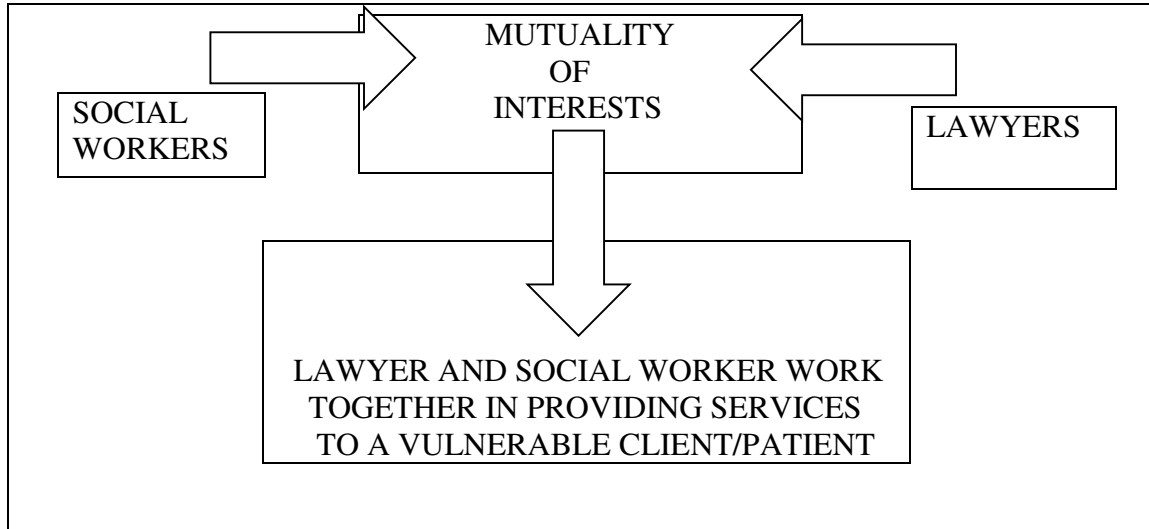 MUTUALITY
OF
INTERESTS
SOCIAL
WORKERS
LAWYERS
LAWYER AND SOCIAL WORKER WORK
TOGETHER IN PROVIDING SERVICES
TO A VULNERABLE CLIENT/PATIENT